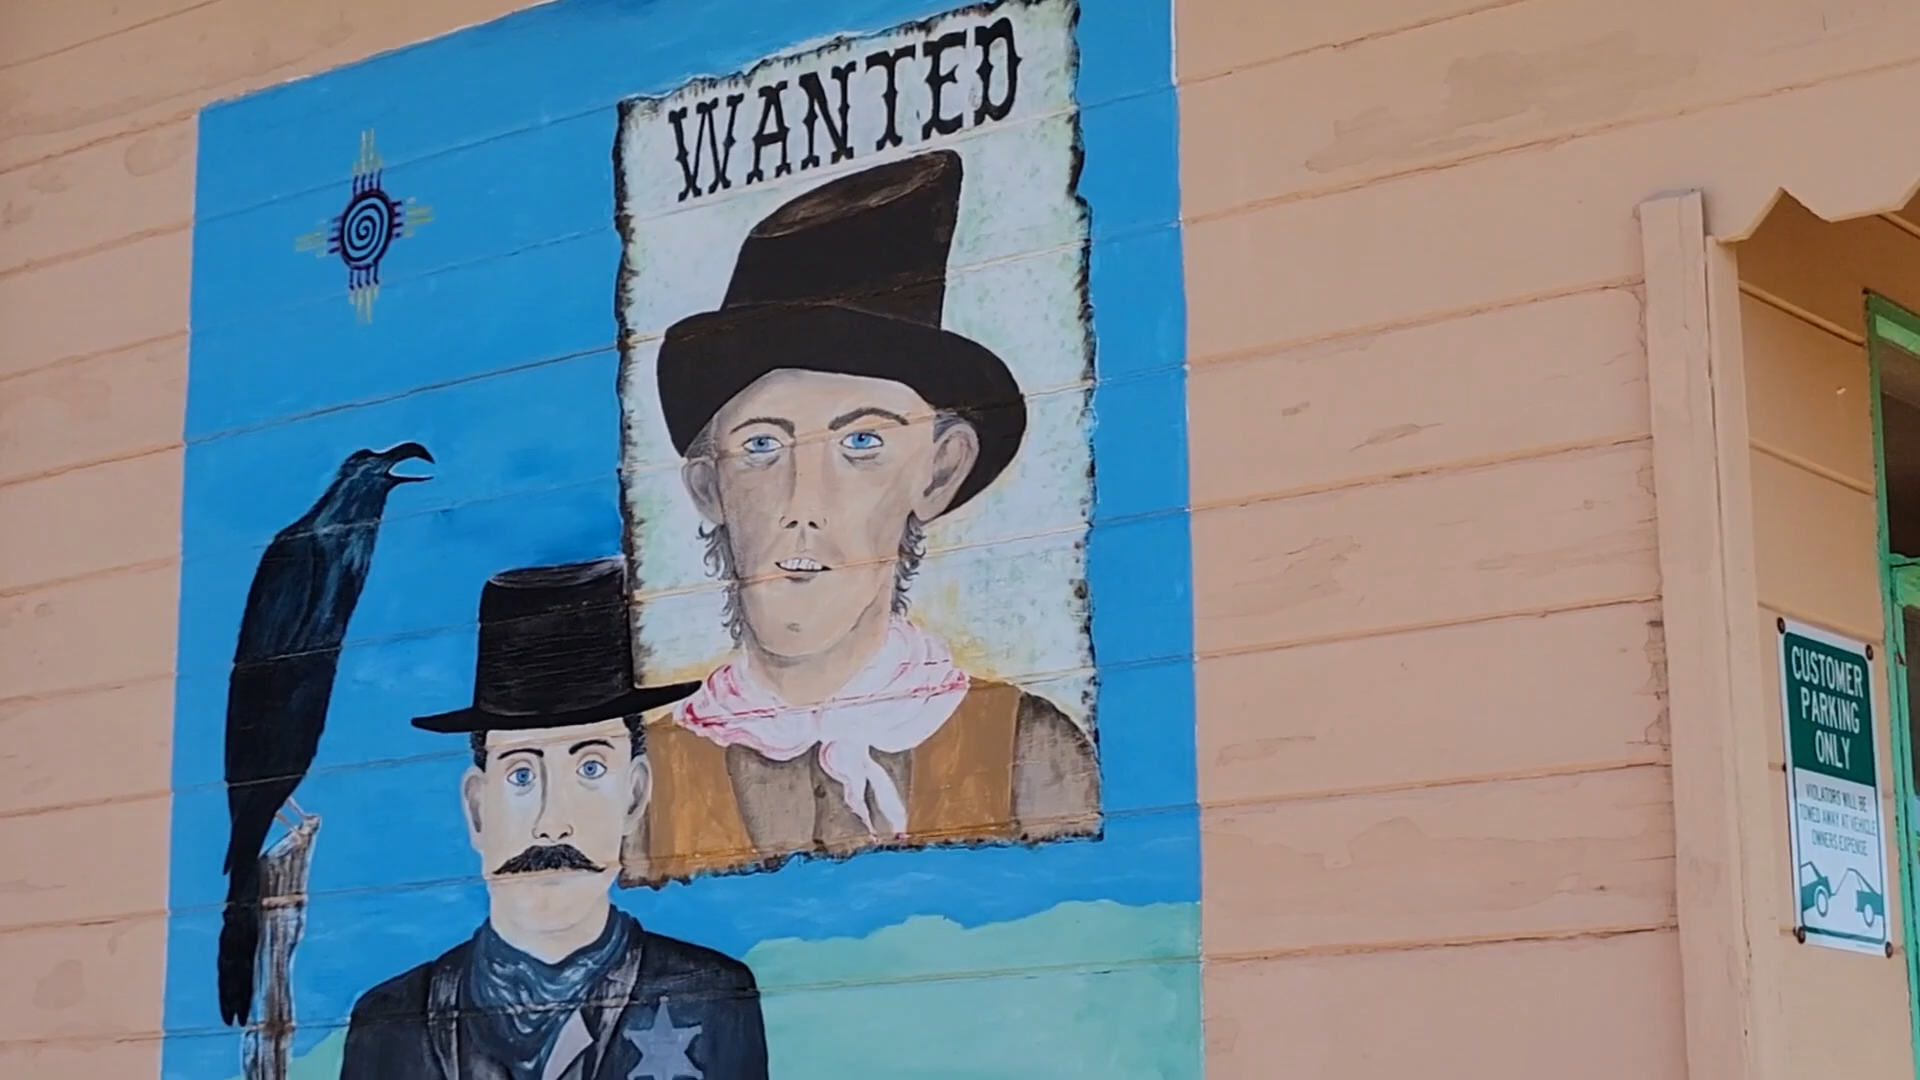 WANTED
CUSTOMER
PARKING
ONLY
VIOLATORS WILL BE
TOWED AWAY AT VEHICLE
OWNERS EXPENSE